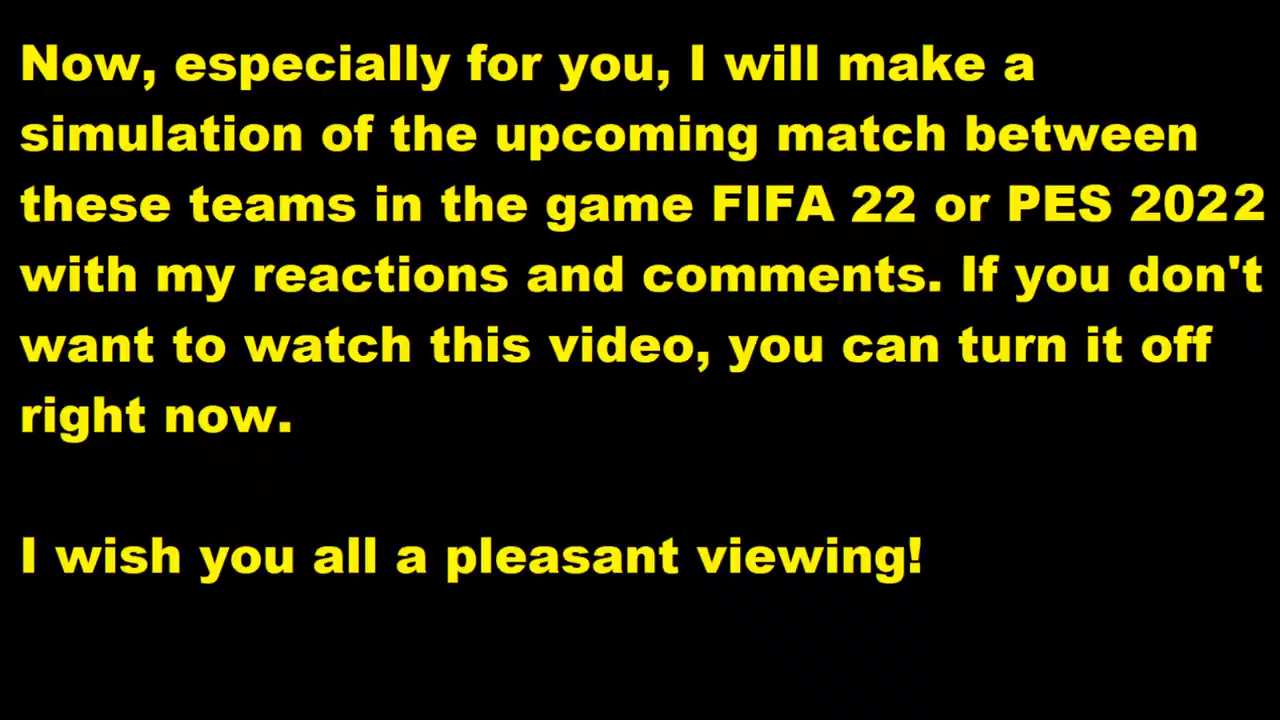 Now, especially for you, I will make a
simulation of the upcoming match between
these teams in the game FIFA 22 or PES 2022
with my reactions and comments. If you don't
want to watch this video, you can turn it off
right now.
I wish you all a pleasant viewing!